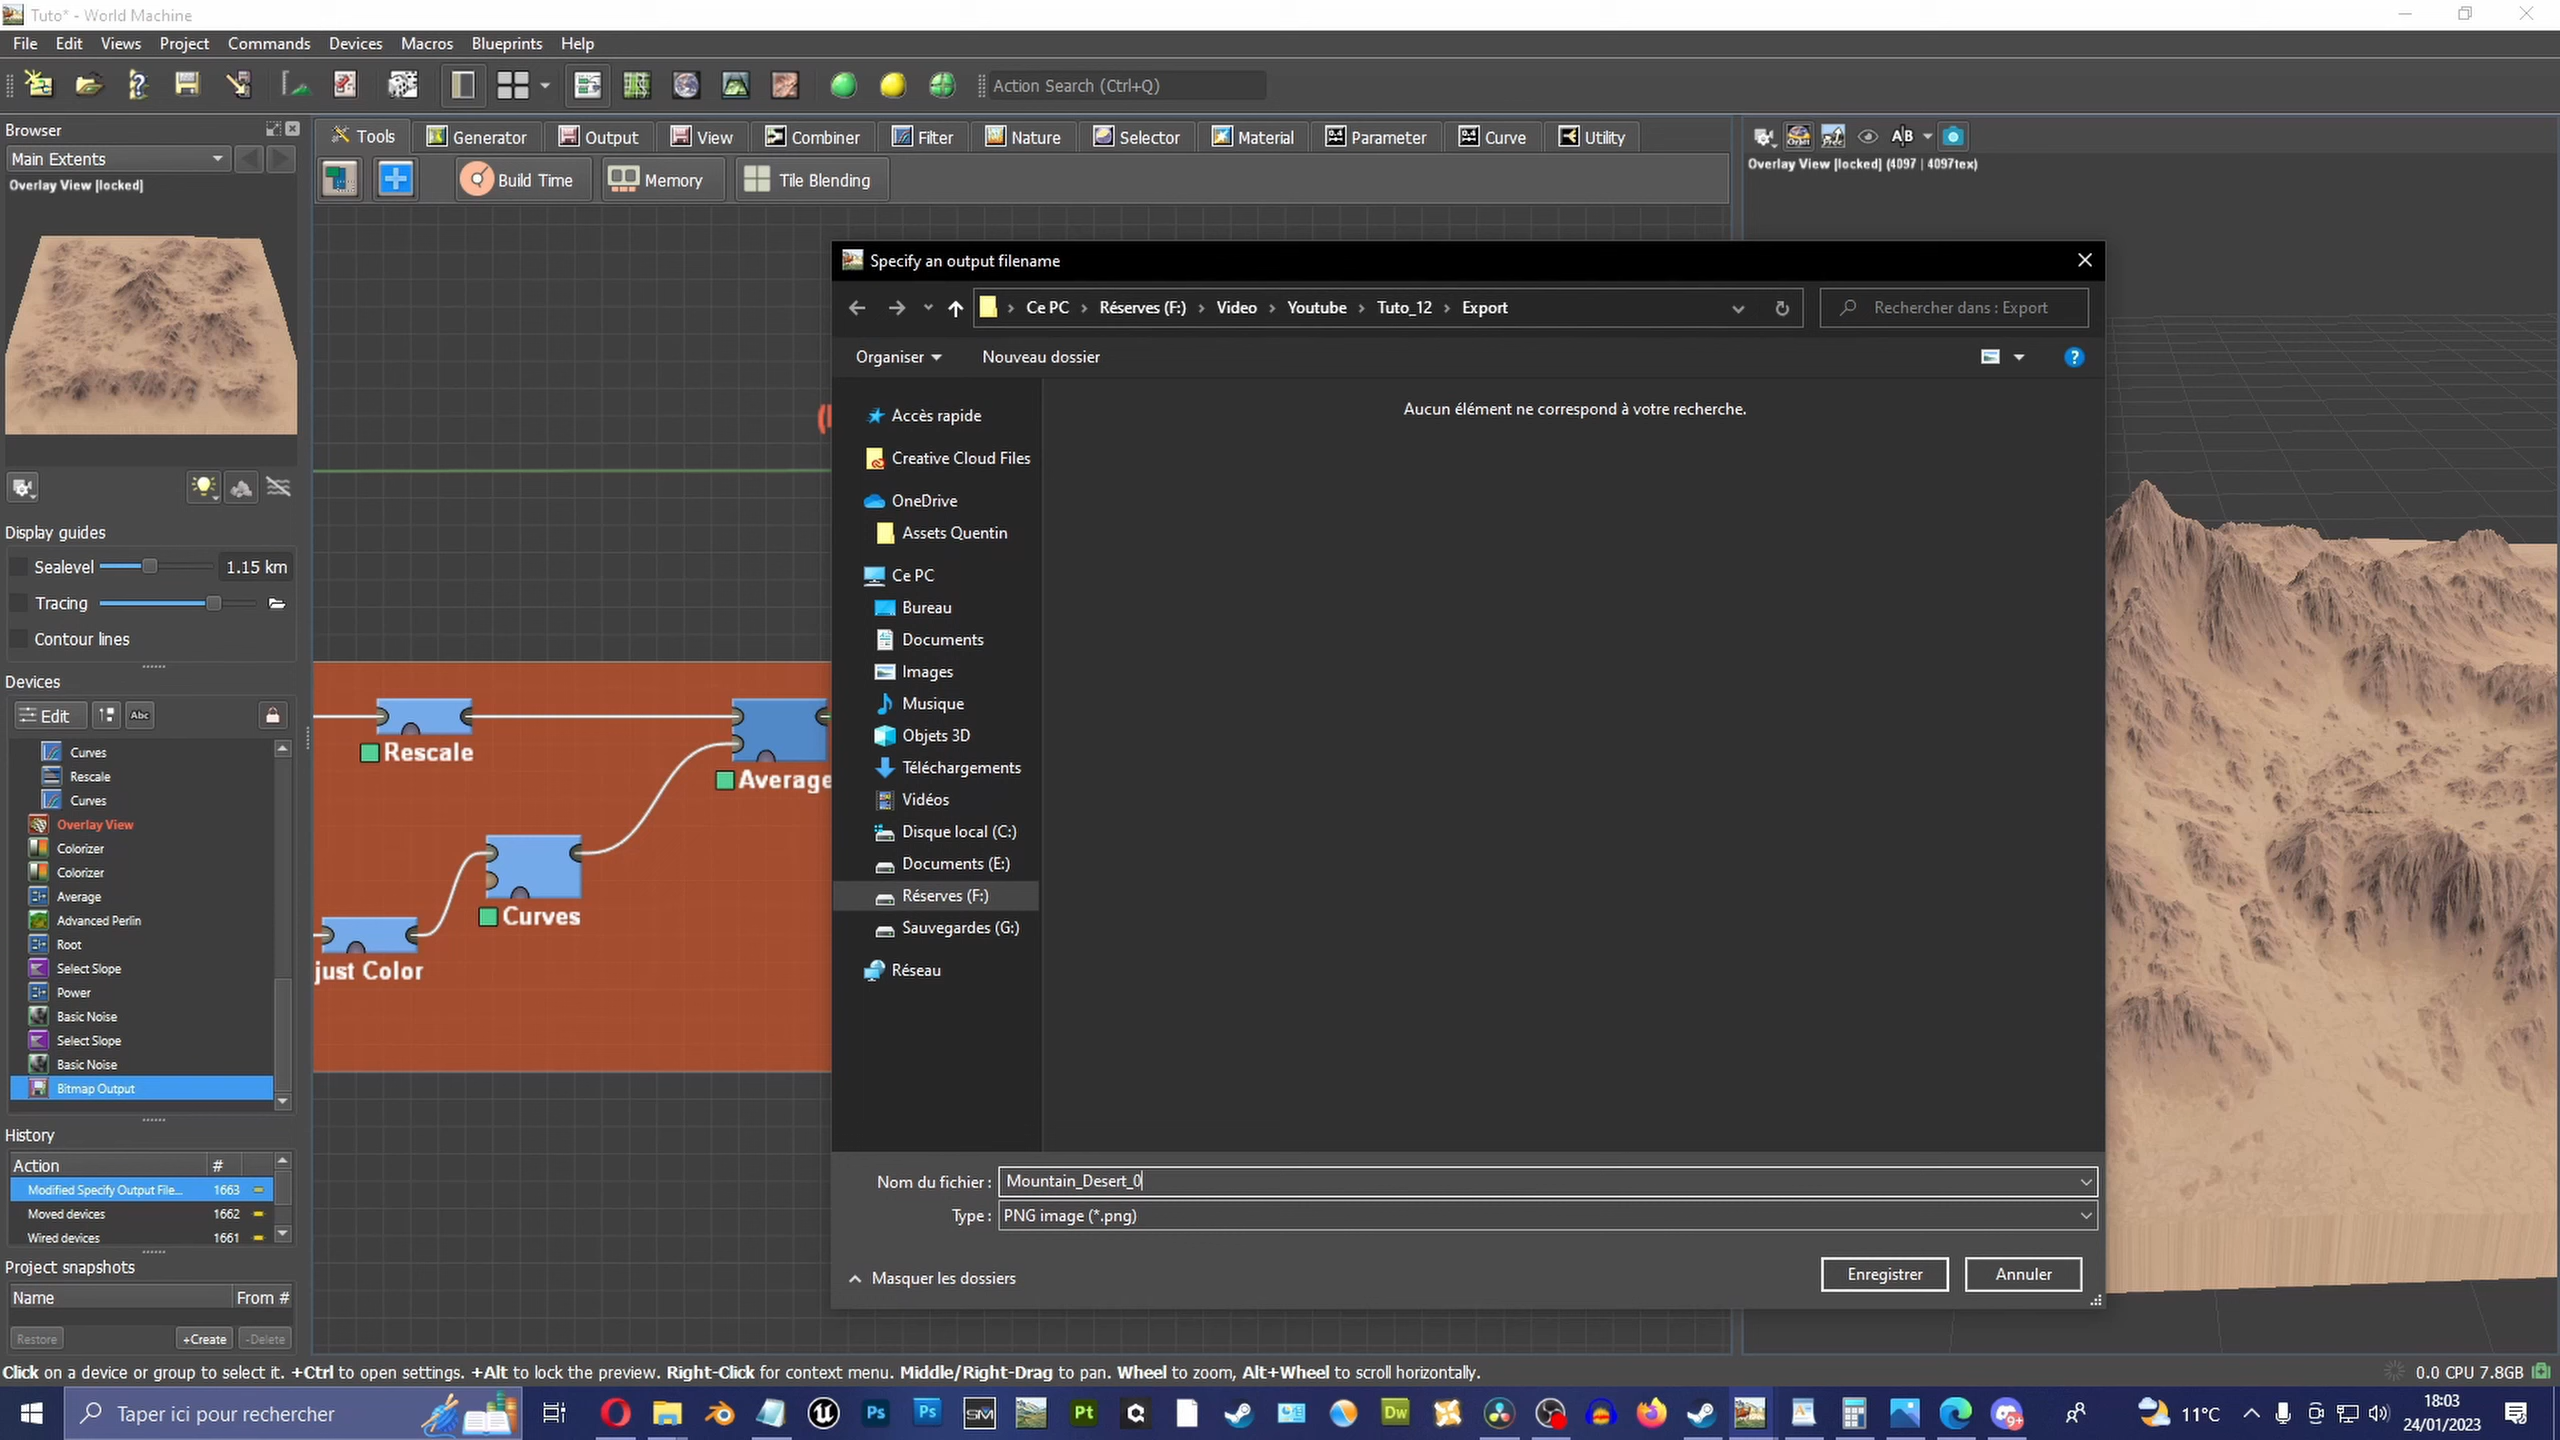 Tuto* - World Machine
File Edit Views Project Commands Devices Macros Blueprints Help
Action Search (Ctrl+Q)
Browser
Main Extents
Overlay View [locked]
Tools Generator Output View Combiner Filter Nature Selector Material Parameter Curve Utility
Build Time Memory Tile Blending
A|B
Overlay View [locked] (4097 | 4097tex)
Display guides
Sealevel 1.15 km
Tracing
Contour lines
Devices
Edit Abc
Curves
Rescale
Curves
Overlay View
Colorizer
Colorizer
Average
Advanced Perlin
Root
Select Slope
Power
Basic Noise
Select Slope
Basic Noise
Bitmap Output
History
Action #
Modified Specify Output File... 1663
Moved devices 1662
Wired devices 1661
Project snapshots
Name From #
Restore +Create -Delete
Rescale
Average
Curves
just Color
Specify an output filename
Ce PC Réserves (F:) Video Youtube Tuto_12 Export
Rechercher dans : Export
Organiser Nouveau dossier
Aucun élément ne correspond à votre recherche.
Accès rapide
Creative Cloud Files
OneDrive
Assets Quentin
Ce PC
Bureau
Documents
Images
Musique
Objets 3D
Téléchargements
Vidéos
Disque local (C:)
Documents (E:)
Réserves (F:)
Sauvegardes (G:)
Réseau
Nom du fichier : Mountain_Desert_0
Type : PNG image (*.png)
Masquer les dossiers
Enregistrer Annuler
Click on a device or group to select it. +Ctrl to open settings. +Alt to lock the preview. Right-Click for context menu. Middle/Right-Drag to pan. Wheel to zoom, Alt+Wheel to scroll horizontally.
0.0 CPU 7.8GB
Taper ici pour rechercher
Ps Ps SM Pt Dw
9+
11°C
18:03
24/01/2023